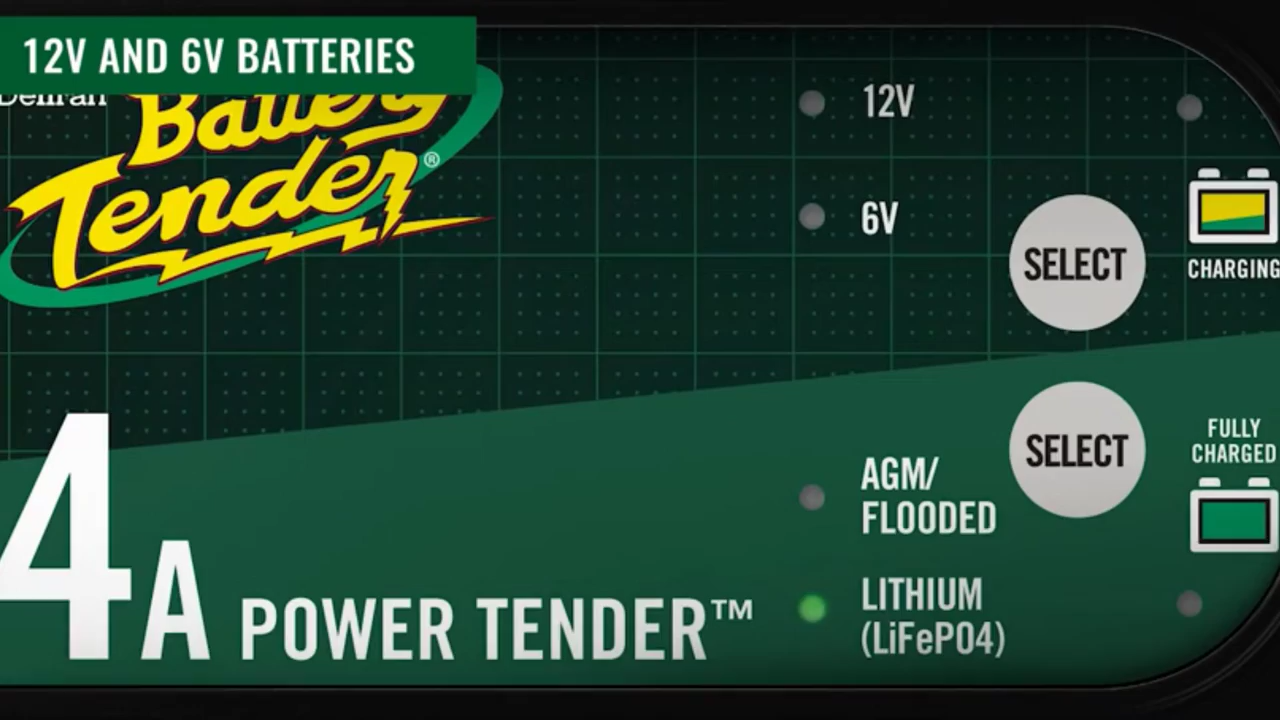 12V AND 6V BATTERIES
Battery
Tender®
12V
6V
SELECT
CHARGING
SELECT
FULLY
CHARGED
AGM/
FLOODED
4A POWER TENDER™
LITHIUM
(LiFePO4)